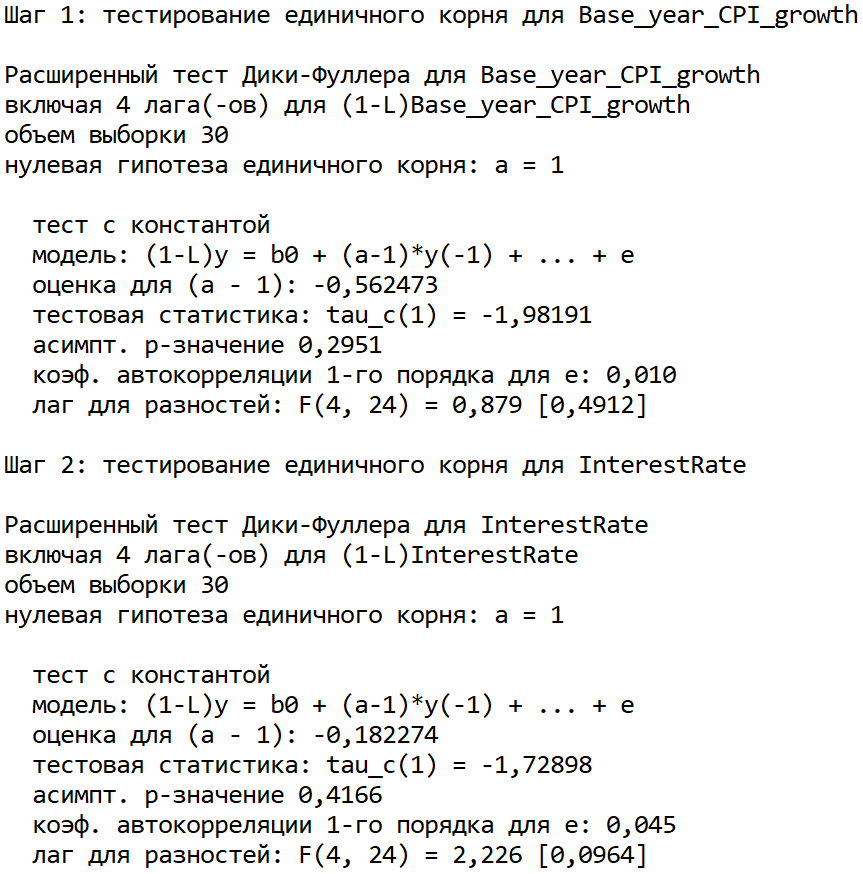 Шаг 1: тестирование единичного корня для Base_year_CPI_growth
Расширенный тест Дики-Фуллера для Base_year_CPI_growth
включая 4 лага(-ов) для (1-L)Base_year_CPI_growth
объем выборки 30
нулевая гипотеза единичного корня: a = 1
тест с константой
модель: (1-L)y = b0 + (a-1)*y(-1) + ... + e
оценка для (a - 1): -0,562473
тестовая статистика: tau_c(1) = -1,98191
асимпт. p-значение 0,2951
коэф. автокорреляции 1-го порядка для e: 0,010
лаг для разностей: F(4, 24) = 0,879 [0,4912]
Шаг 2: тестирование единичного корня для InterestRate
Расширенный тест Дики-Фуллера для InterestRate
включая 4 лага(-ов) для (1-L)InterestRate
объем выборки 30
нулевая гипотеза единичного корня: a = 1
тест с константой
модель: (1-L)y = b0 + (a-1)*y(-1) + ... + e
оценка для (a - 1): -0,182274
тестовая статистика: tau_c(1) = -1,72898
асимпт. p-значение 0,4166
коэф. автокорреляции 1-го порядка для e: 0,045
лаг для разностей: F(4, 24) = 2,226 [0,0964]